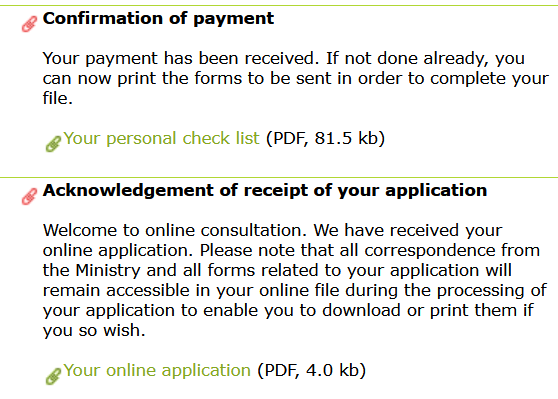 Confirmation of payment
Your payment has been received. If not done already, you
can now print the forms to be sent in order to complete your
file.
Your personal check list (PDF, 81.5 kb)
Acknowledgement of receipt of your application
Welcome to online consultation. We have received your
online application. Please note that all correspondence from
the Ministry and all forms related to your application will
remain accessible in your online file during the processing of
your application to enable you to download or print them if
you so wish.
Your online application (PDF, 4.0 kb)